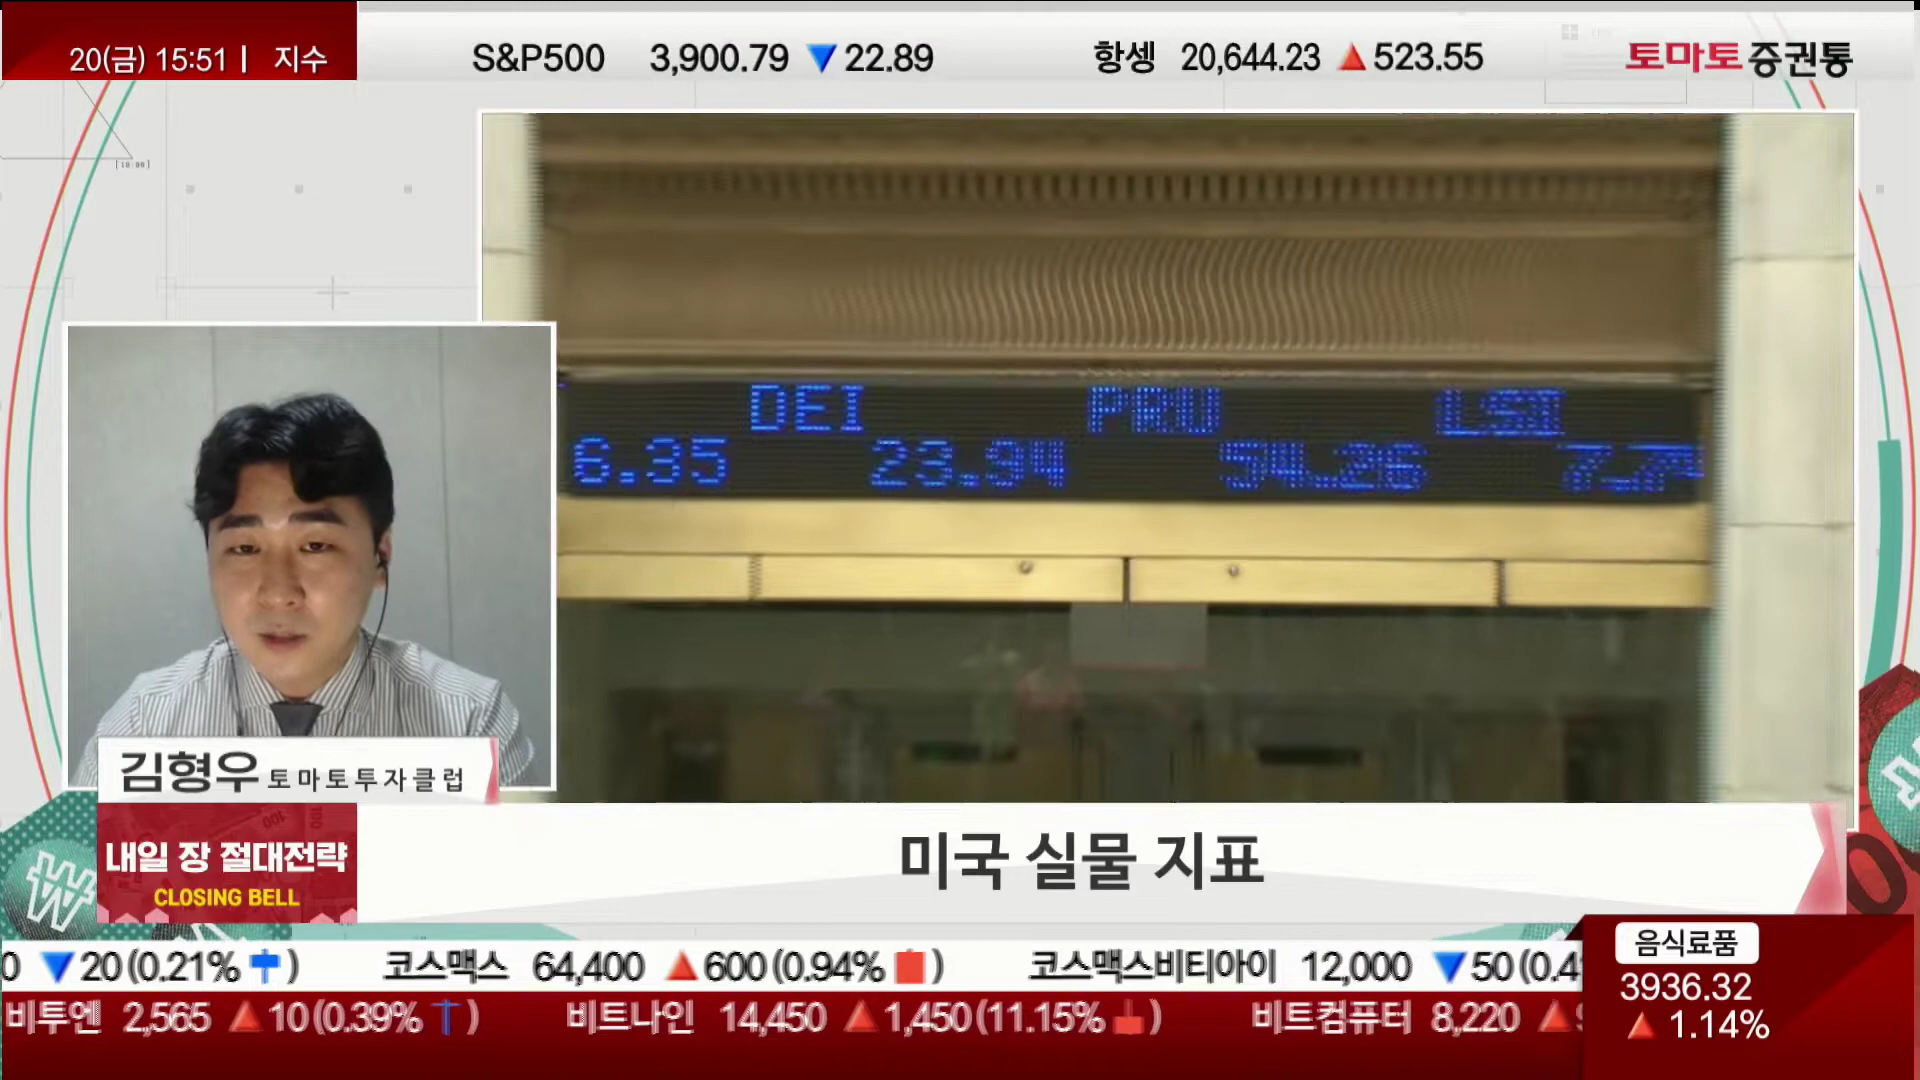 20(금) 15:51 | 지수 S&P500 3,900.79 ▼22.89 항셍 20,644.23 ▲523.55 토마토증권통
DEI PRU LSI
6.35 23.94 54.26
김형우 토마토투자클럽
내일 장 절대전략
CLOSING BELL
미국 실물 지표
0 ▼20(0.21%) 코스맥스 64,400 ▲600(0.94%) 코스맥스비티아이 12,000 ▼50(0.4
비투엔 2,565 ▲10(0.39%) 비트나인 14,450 ▲1,450(11.15%) 비트컴퓨터 8,220 ▲
음식료품
3936.32
▲ 1.14%